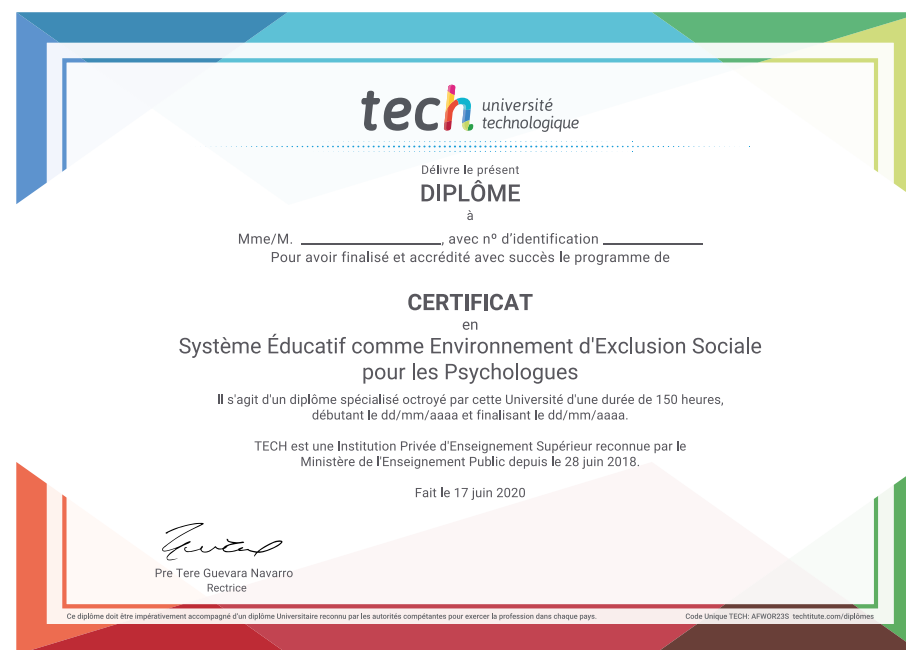 tech université
technologique
Délivre le présent
DIPLÔME
à
Mme/M. ____________, avec nº d'identification ____________
Pour avoir finalisé et accrédité avec succès le programme de
CERTIFICAT
en
Système Éducatif comme Environnement d'Exclusion Sociale
pour les Psychologues
Il s'agit d'un diplôme spécialisé octroyé par cette Université d'une durée de 150 heures,
débutant le dd/mm/aaaa et finalisant le dd/mm/aaaa.
TECH est une Institution Privée d'Enseignement Supérieur reconnue par le
Ministère de l'Enseignement Public depuis le 28 juin 2018.
Fait le 17 juin 2020
Pre Tere Guevara Navarro
Rectrice
Ce diplôme doit être impérativement accompagné d'un diplôme Universitaire reconnu par les autorités compétantes pour exercer la profession dans chaque pays.
Code Unique TECH: AFWOR23S techtitute.com/diplômes